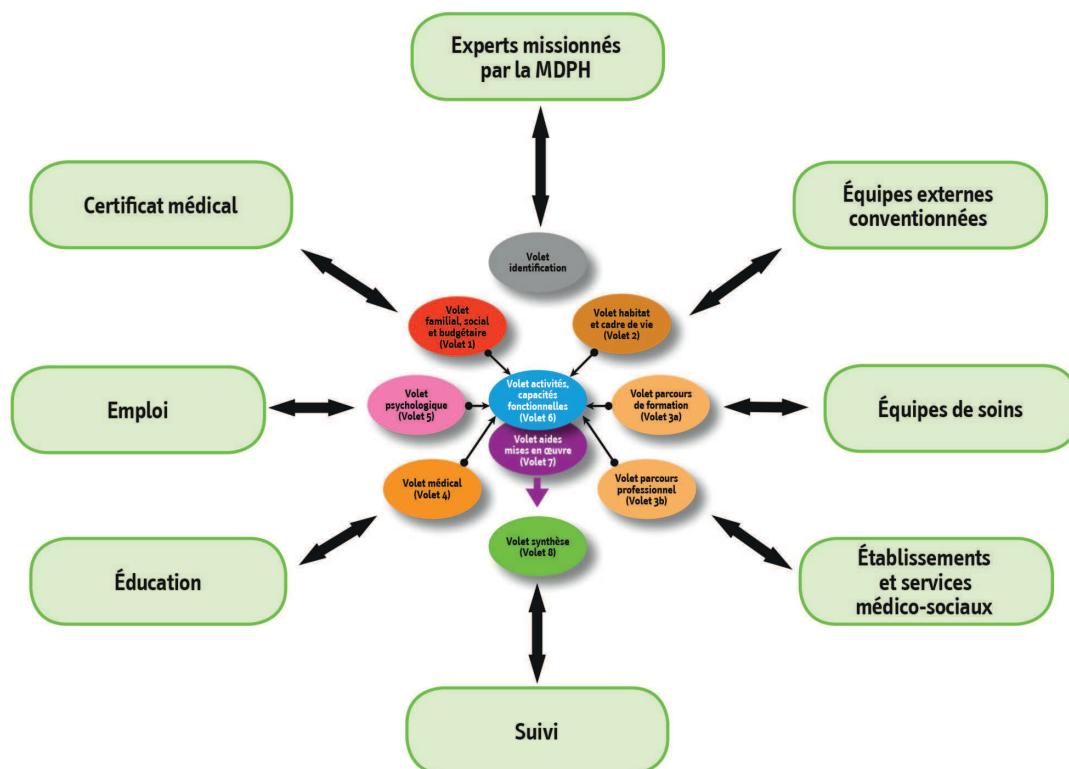 Experts missionnés
par la MDPH
Certificat médical
Équipes externes
conventionnées
Volet
identification
Volet
familial, social
et budgétaire
(Volet 1)
Volet habitat
et cadre de vie
(Volet 2)
Emploi
Volet
psychologique
(Volet 5)
Volet activités,
capacités
fonctionnelles
(Volet 6)
Volet parcours
de formation
(Volet 3a)
Équipes de soins
Volet aides
mises en œuvre
(Volet 7)
Volet médical
(Volet 4)
Volet parcours
professionnel
(Volet 3b)
Volet synthèse
(Volet 8)
Éducation
Établissements
et services
médico-sociaux
Suivi